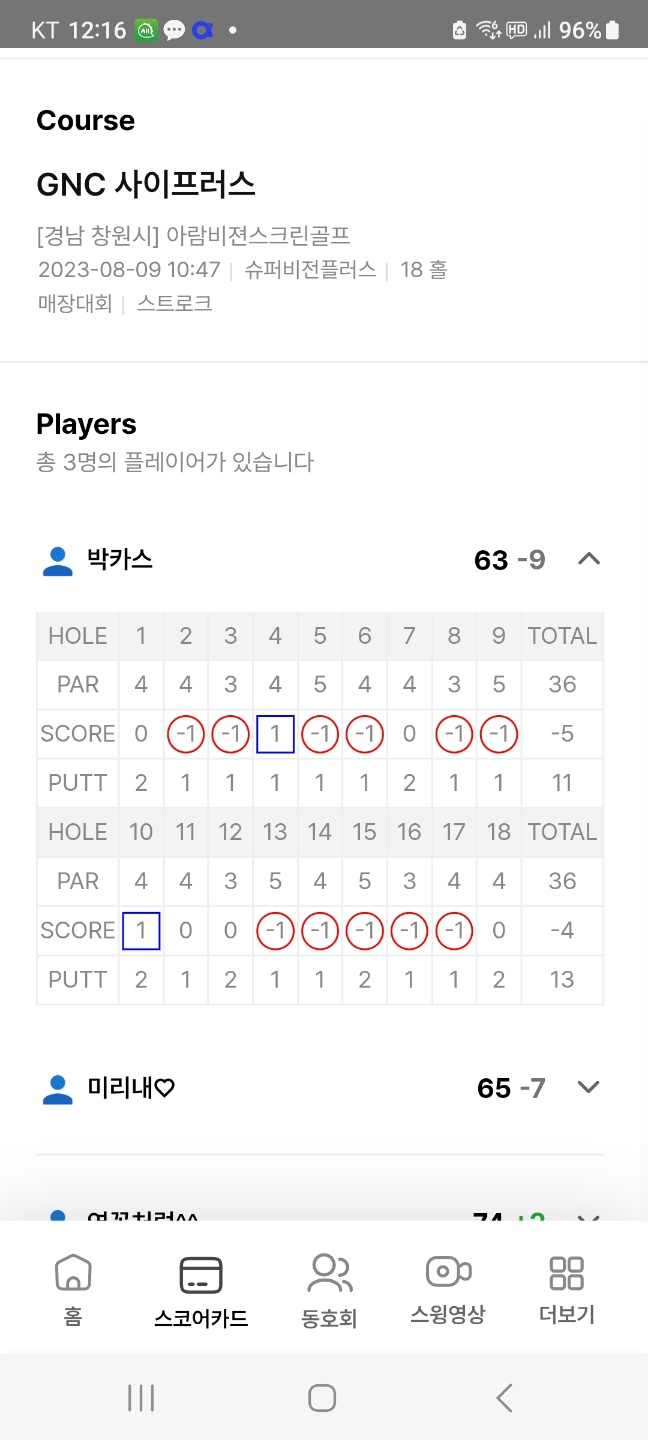 KT 12:16 96%
Course
GNC 사이프러스
[경남 창원시] 아람비젼스크린골프
2023-08-09 10:47 | 슈퍼비전플러스 | 18 홀
매장대회 | 스트로크
Players
총 3명의 플레이어가 있습니다
박카스 63 -9
HOLE 1 2 3 4 5 6 7 8 9 TOTAL
PAR 4 4 3 4 5 4 4 3 5 36
SCORE 0 -1 -1 1 -1 -1 0 -1 -1 -5
PUTT 2 1 1 1 1 1 2 1 1 11
HOLE 10 11 12 13 14 15 16 17 18 TOTAL
PAR 4 4 3 5 4 5 3 4 4 36
SCORE 1 0 0 -1 -1 -1 -1 -1 0 -4
PUTT 2 1 2 1 1 2 1 1 2 13
미리내♡ 65 -7
74 +2
홈 스코어카드 동호회 스윙영상 더보기